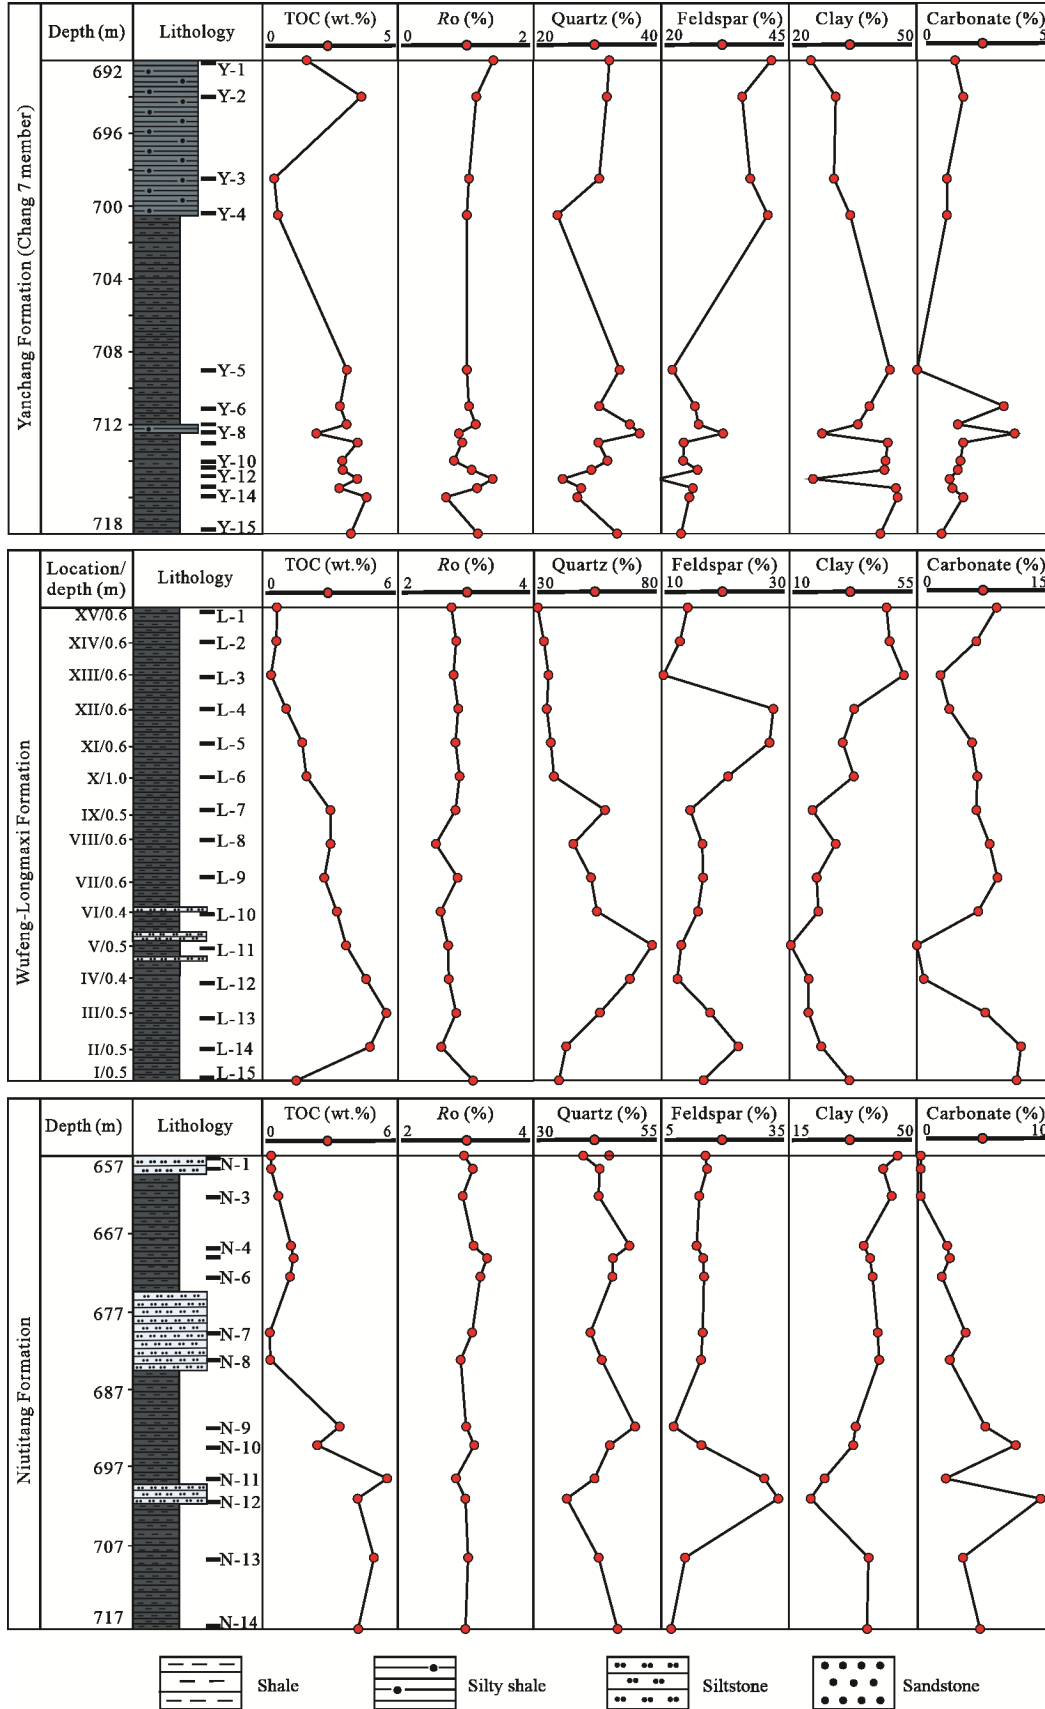 Depth (m) Lithology TOC (wt.%) Ro (%) Quartz (%) Feldspar (%) Clay (%) Carbonate (%)
0 5 0 2 20 40 20 45 20 50 0 5
Yanchang Formation (Chang 7 member)
692
Y-1
Y-2
696
Y-3
700
Y-4
704
708
Y-5
Y-6
712
Y-8
Y-10
Y-12
Y-14
718
Y-15
Location/
depth (m) Lithology TOC (wt.%) Ro (%) Quartz (%) Feldspar (%) Clay (%) Carbonate (%)
0 6 2 4 30 80 10 30 10 55 0 15
Wufeng-Longmaxi Formation
XV/0.6 L-1
XIV/0.6 L-2
XIII/0.6 L-3
XII/0.6 L-4
XI/0.6 L-5
X/1.0 L-6
IX/0.5 L-7
VIII/0.6 L-8
VII/0.6 L-9
VI/0.4 L-10
V/0.5 L-11
IV/0.4 L-12
III/0.5 L-13
II/0.5 L-14
I/0.5 L-15
Depth (m) Lithology TOC (wt.%) Ro (%) Quartz (%) Feldspar (%) Clay (%) Carbonate (%)
0 6 2 4 30 55 5 35 15 50 0 10
Niutitang Formation
657 N-1
N-3
667
N-4
N-6
677
N-7
N-8
687
N-9
N-10
697
N-11
N-12
707
N-13
717 N-14
Shale Silty shale Siltstone Sandstone